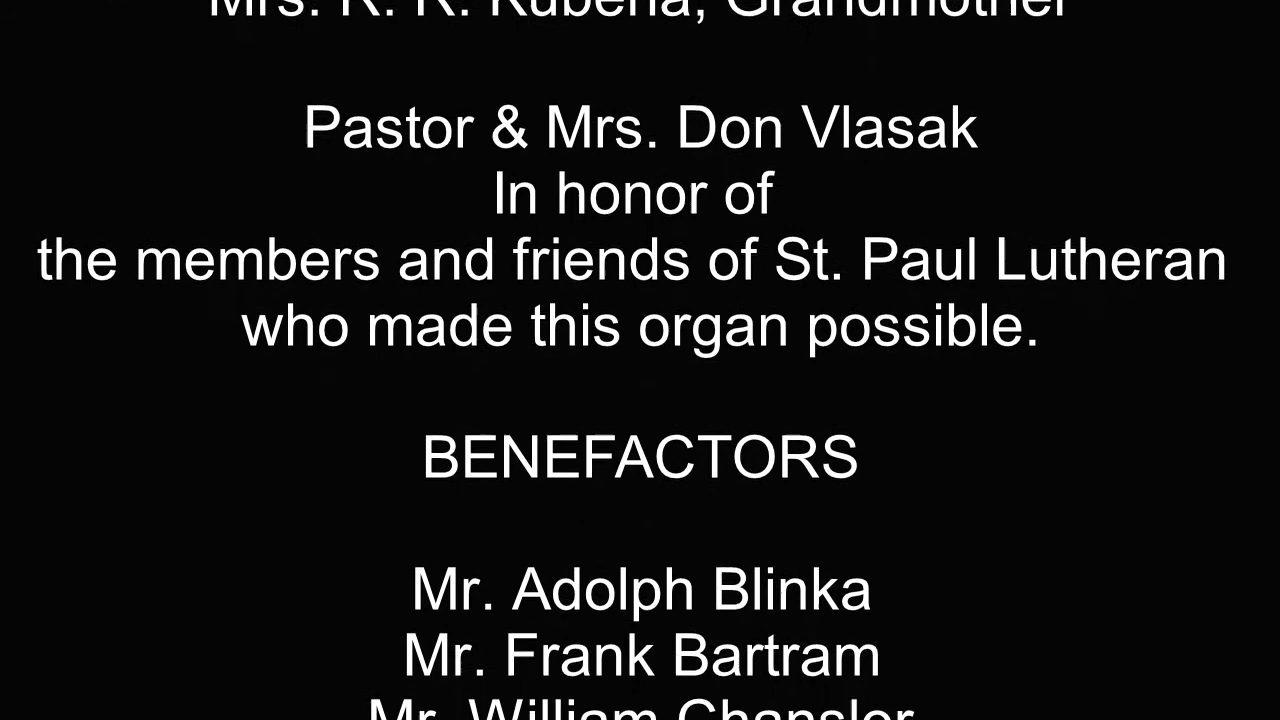 Mrs. R. R. Kubena, Grandmother
Pastor & Mrs. Don Vlasak
In honor of
the members and friends of St. Paul Lutheran
who made this organ possible.
BENEFACTORS
Mr. Adolph Blinka
Mr. Frank Bartram
Mr. William Chansler